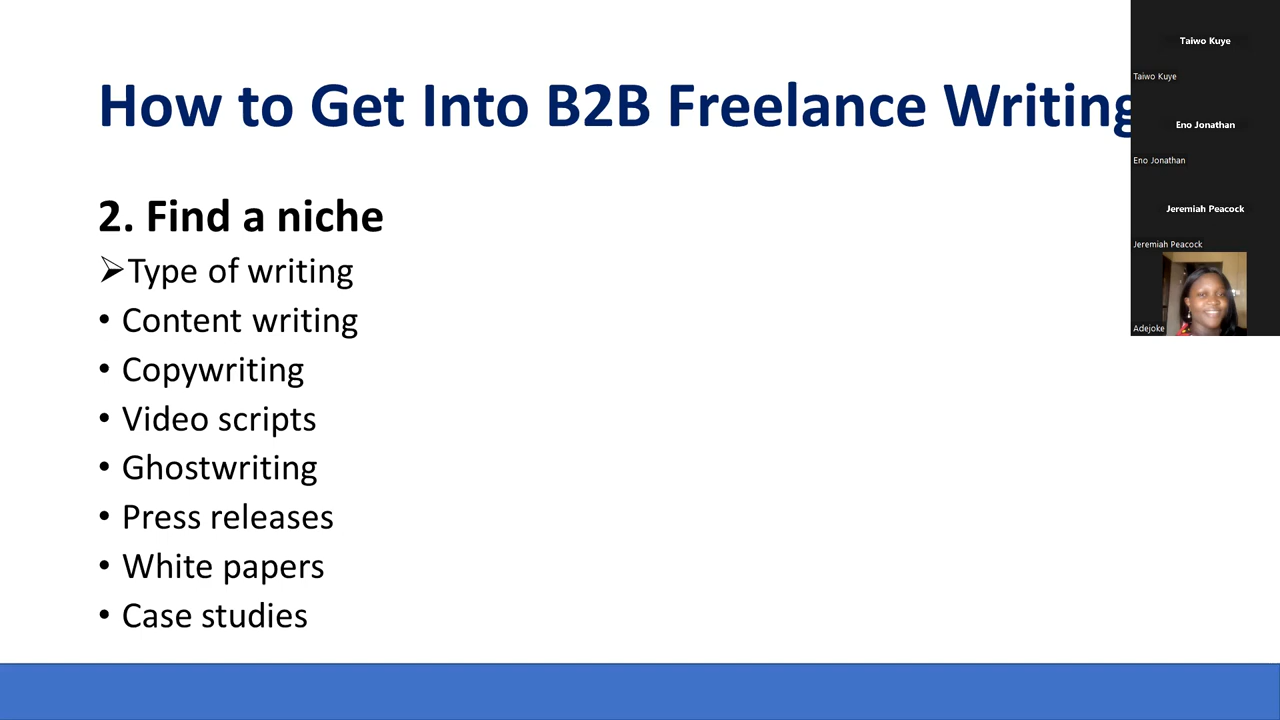 How to Get Into B2B Freelance Writing
2. Find a niche
➢Type of writing
• Content writing
• Copywriting
• Video scripts
• Ghostwriting
• Press releases
• White papers
• Case studies
Taiwo Kuye
Taiwo Kuye
Eno Jonathan
Eno Jonathan
Jeremiah Peacock
Jeremiah Peacock
Adejoke